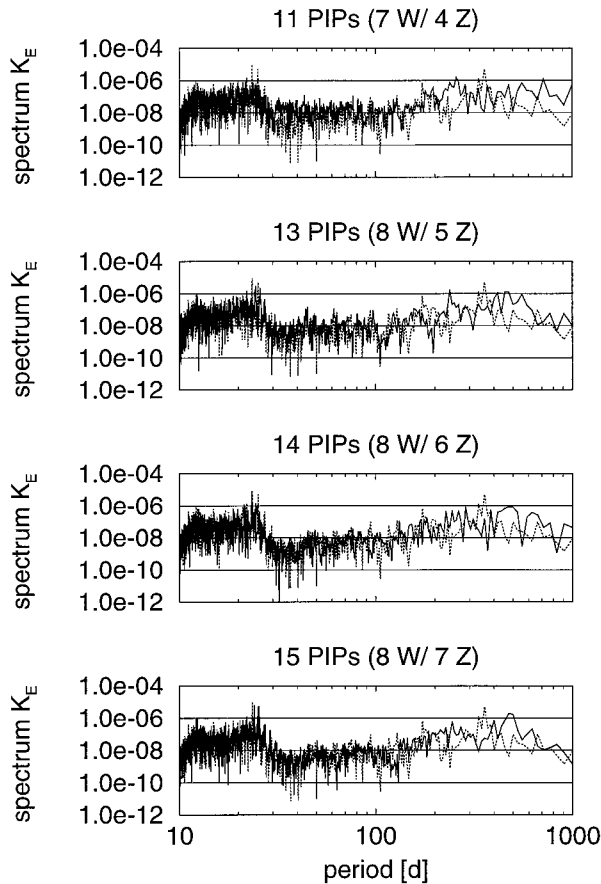 11 PIPs (7 W/ 4 Z)
spectrum K_E
1.0e-04
1.0e-06
1.0e-08
1.0e-10
1.0e-12
13 PIPs (8 W/ 5 Z)
spectrum K_E
1.0e-04
1.0e-06
1.0e-08
1.0e-10
1.0e-12
14 PIPs (8 W/ 6 Z)
spectrum K_E
1.0e-04
1.0e-06
1.0e-08
1.0e-10
1.0e-12
15 PIPs (8 W/ 7 Z)
spectrum K_E
1.0e-04
1.0e-06
1.0e-08
1.0e-10
1.0e-12
10 100 1000
period [d]